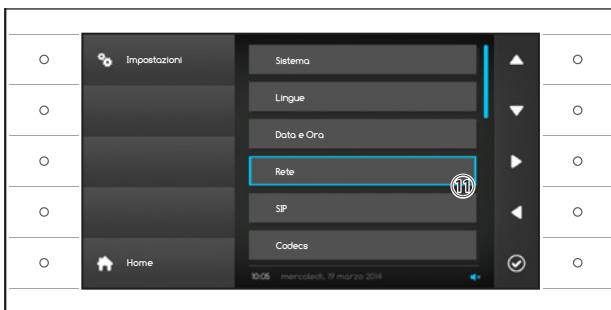 Impostazioni
Sistema
Lingue
Data e Ora
Rete
11
SIP
Codecs
Home
10:05 mercoledì, 19 marzo 2014